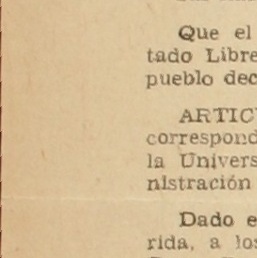 Que el
tado Libre
pueblo dec
ARTIC
correspond
la Univers
nistración
Dado e
rida, a los